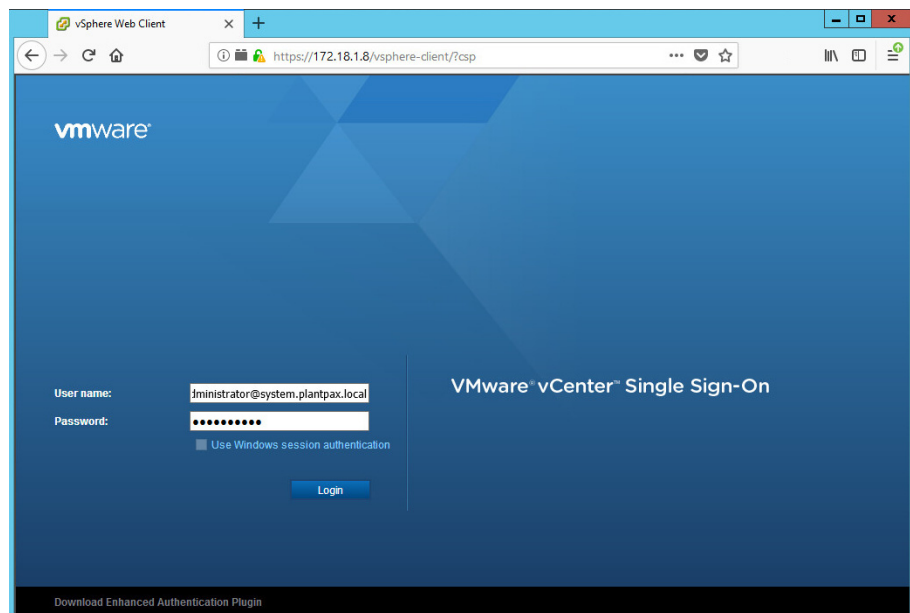 vSphere Web Client
https://172.18.1.8/vsphere-client/?csp
vmware®
User name:
dministrator@system.plantpax.local
VMware® vCenter™ Single Sign-On
Password:
●●●●●●●●●●
Use Windows session authentication
Login
Download Enhanced Authentication Plugin